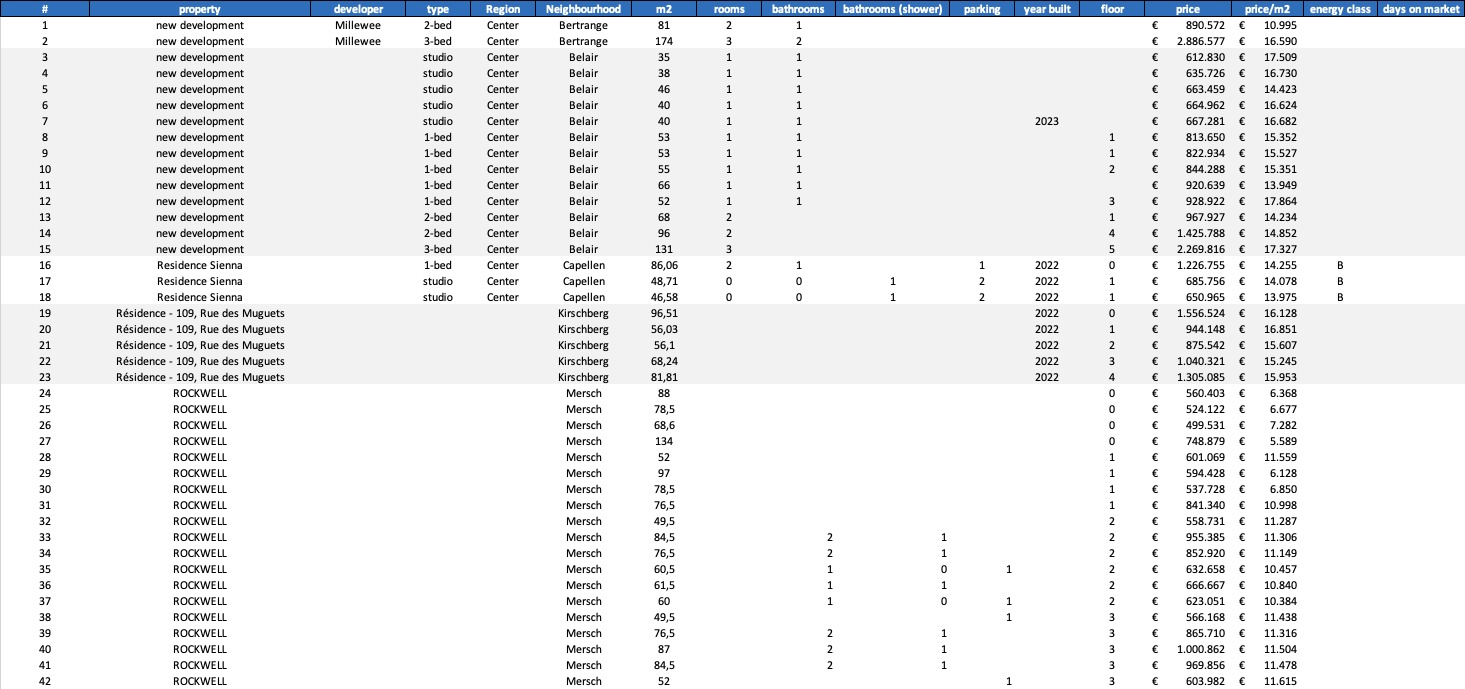 # property developer type Region Neighbourhood m2 rooms bathrooms bathrooms (shower) parking year built floor price price/m2 energy class days on market
1 new development Millewee 2-bed Center Bertrange 81 2 1 € 890.572 € 10.995
2 new development Millewee 3-bed Center Bertrange 174 3 2 € 2.886.577 € 16.590
3 new development studio Center Belair 35 1 1 € 612.830 € 17.509
4 new development studio Center Belair 38 1 1 € 635.726 € 16.730
5 new development studio Center Belair 46 1 1 € 663.459 € 14.423
6 new development studio Center Belair 40 1 1 € 664.962 € 16.624
7 new development studio Center Belair 40 1 1 2023 € 667.281 € 16.682
8 new development 1-bed Center Belair 53 1 1 1 € 813.650 € 15.352
9 new development 1-bed Center Belair 53 1 1 1 € 822.934 € 15.527
10 new development 1-bed Center Belair 55 1 1 2 € 844.288 € 15.351
11 new development 1-bed Center Belair 66 1 1 € 920.639 € 13.949
12 new development 1-bed Center Belair 52 1 1 3 € 928.922 € 17.864
13 new development 2-bed Center Belair 68 2 1 € 967.927 € 14.234
14 new development 2-bed Center Belair 96 2 4 € 1.425.788 € 14.852
15 new development 3-bed Center Belair 131 3 5 € 2.269.816 € 17.327
16 Residence Sienna 1-bed Center Capellen 86,06 2 1 1 2022 0 € 1.226.755 € 14.255 B
17 Residence Sienna studio Center Capellen 48,71 0 0 1 2 2022 1 € 685.756 € 14.078 B
18 Residence Sienna studio Center Capellen 46,58 0 0 1 2 2022 1 € 650.965 € 13.975 B
19 Résidence - 109, Rue des Muguets Kirschberg 96,51 2022 0 € 1.556.524 € 16.128
20 Résidence - 109, Rue des Muguets Kirschberg 56,03 2022 1 € 944.148 € 16.851
21 Résidence - 109, Rue des Muguets Kirschberg 56,1 2022 2 € 875.542 € 15.607
22 Résidence - 109, Rue des Muguets Kirschberg 68,24 2022 3 € 1.040.321 € 15.245
23 Résidence - 109, Rue des Muguets Kirschberg 81,81 2022 4 € 1.305.085 € 15.953
24 ROCKWELL Mersch 88 0 € 560.403 € 6.368
25 ROCKWELL Mersch 78,5 0 € 524.122 € 6.677
26 ROCKWELL Mersch 68,6 0 € 499.531 € 7.282
27 ROCKWELL Mersch 134 0 € 748.879 € 5.589
28 ROCKWELL Mersch 52 1 € 601.069 € 11.559
29 ROCKWELL Mersch 97 1 € 594.428 € 6.128
30 ROCKWELL Mersch 78,5 1 € 537.728 € 6.850
31 ROCKWELL Mersch 76,5 1 € 841.340 € 10.998
32 ROCKWELL Mersch 49,5 2 € 558.731 € 11.287
33 ROCKWELL Mersch 84,5 2 1 2 € 955.385 € 11.306
34 ROCKWELL Mersch 76,5 2 1 2 € 852.920 € 11.149
35 ROCKWELL Mersch 60,5 1 0 1 2 € 632.658 € 10.457
36 ROCKWELL Mersch 61,5 1 1 2 € 666.667 € 10.840
37 ROCKWELL Mersch 60 1 0 1 2 € 623.051 € 10.384
38 ROCKWELL Mersch 49,5 1 3 € 566.168 € 11.438
39 ROCKWELL Mersch 76,5 2 1 3 € 865.710 € 11.316
40 ROCKWELL Mersch 87 2 1 3 € 1.000.862 € 11.504
41 ROCKWELL Mersch 84,5 2 1 3 € 969.856 € 11.478
42 ROCKWELL Mersch 52 1 3 € 603.982 € 11.615